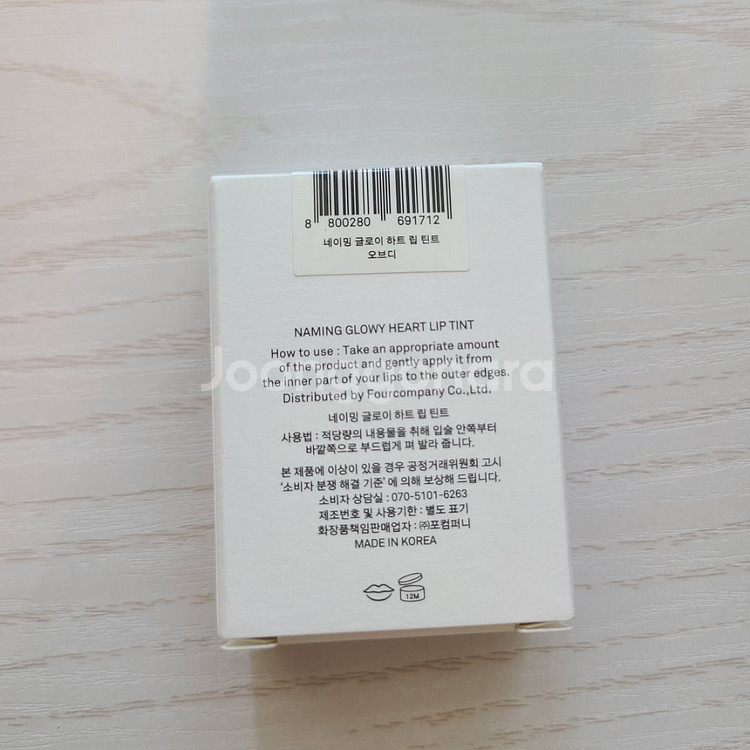 8 800280 691712
네이밍 글로이 하트 립 틴트
오브디
NAMING GLOWY HEART LIP TINT
How to use : Take an appropriate amount
of the product and gently apply it from
the inner part of your lips to the outer edges.
Distributed by Fourcompany Co.,Ltd.
Joonggonara
네이밍 글로이 하트 립 틴트
사용법 : 적당량의 내용물을 취해 입술 안쪽부터
바깥쪽으로 부드럽게 펴 발라 줍니다.
본 제품에 이상이 있을 경우 공정거래위원회 고시
'소비자 분쟁 해결 기준' 에 의해 보상해 드립니다.
소비자 상담실 : 070-5101-6263
제조번호 및 사용기한 : 별도 표기
화장품책임판매업자 : ㈜포컴퍼니
MADE IN KOREA
12M